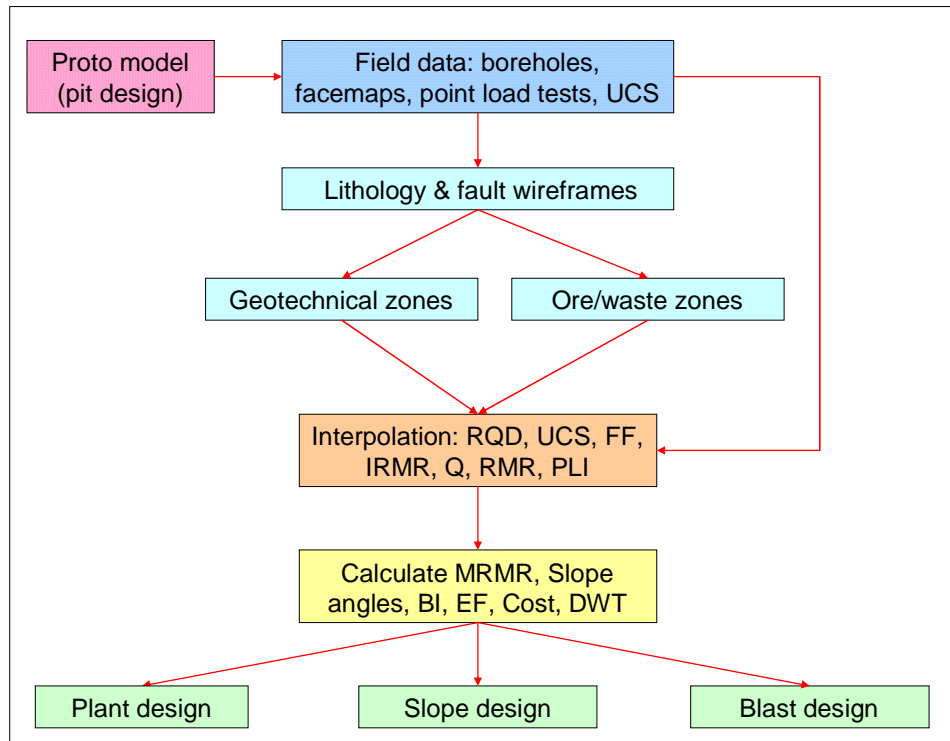 Proto model
(pit design)
Field data: boreholes,
facemaps, point load tests, UCS
Lithology & fault wireframes
Geotechnical zones
Ore/waste zones
Interpolation: RQD, UCS, FF,
IRMR, Q, RMR, PLI
Calculate MRMR, Slope
angles, BI, EF, Cost, DWT
Plant design
Slope design
Blast design